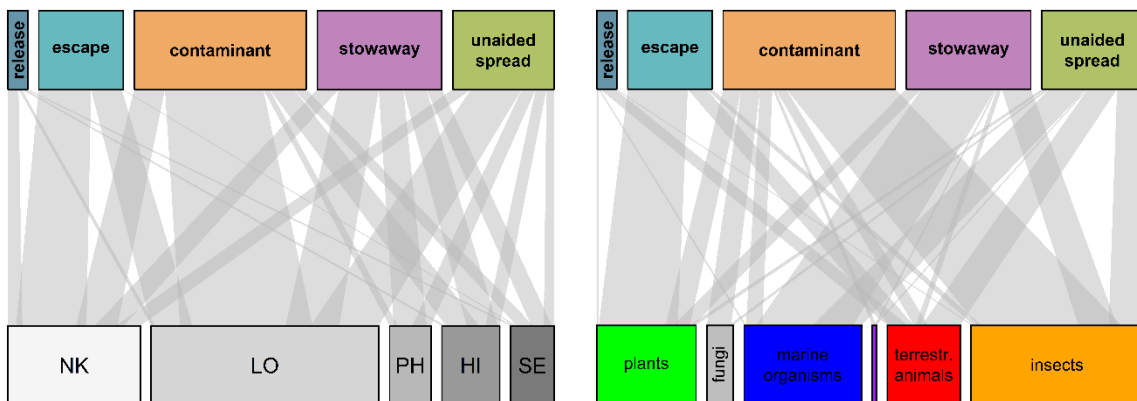 release
escape
contaminant
stowaway
unaided
spread
NK
LO
PH
HI
SE
release
escape
contaminant
stowaway
unaided
spread
plants
fungi
marine
organisms
terrestr.
animals
insects